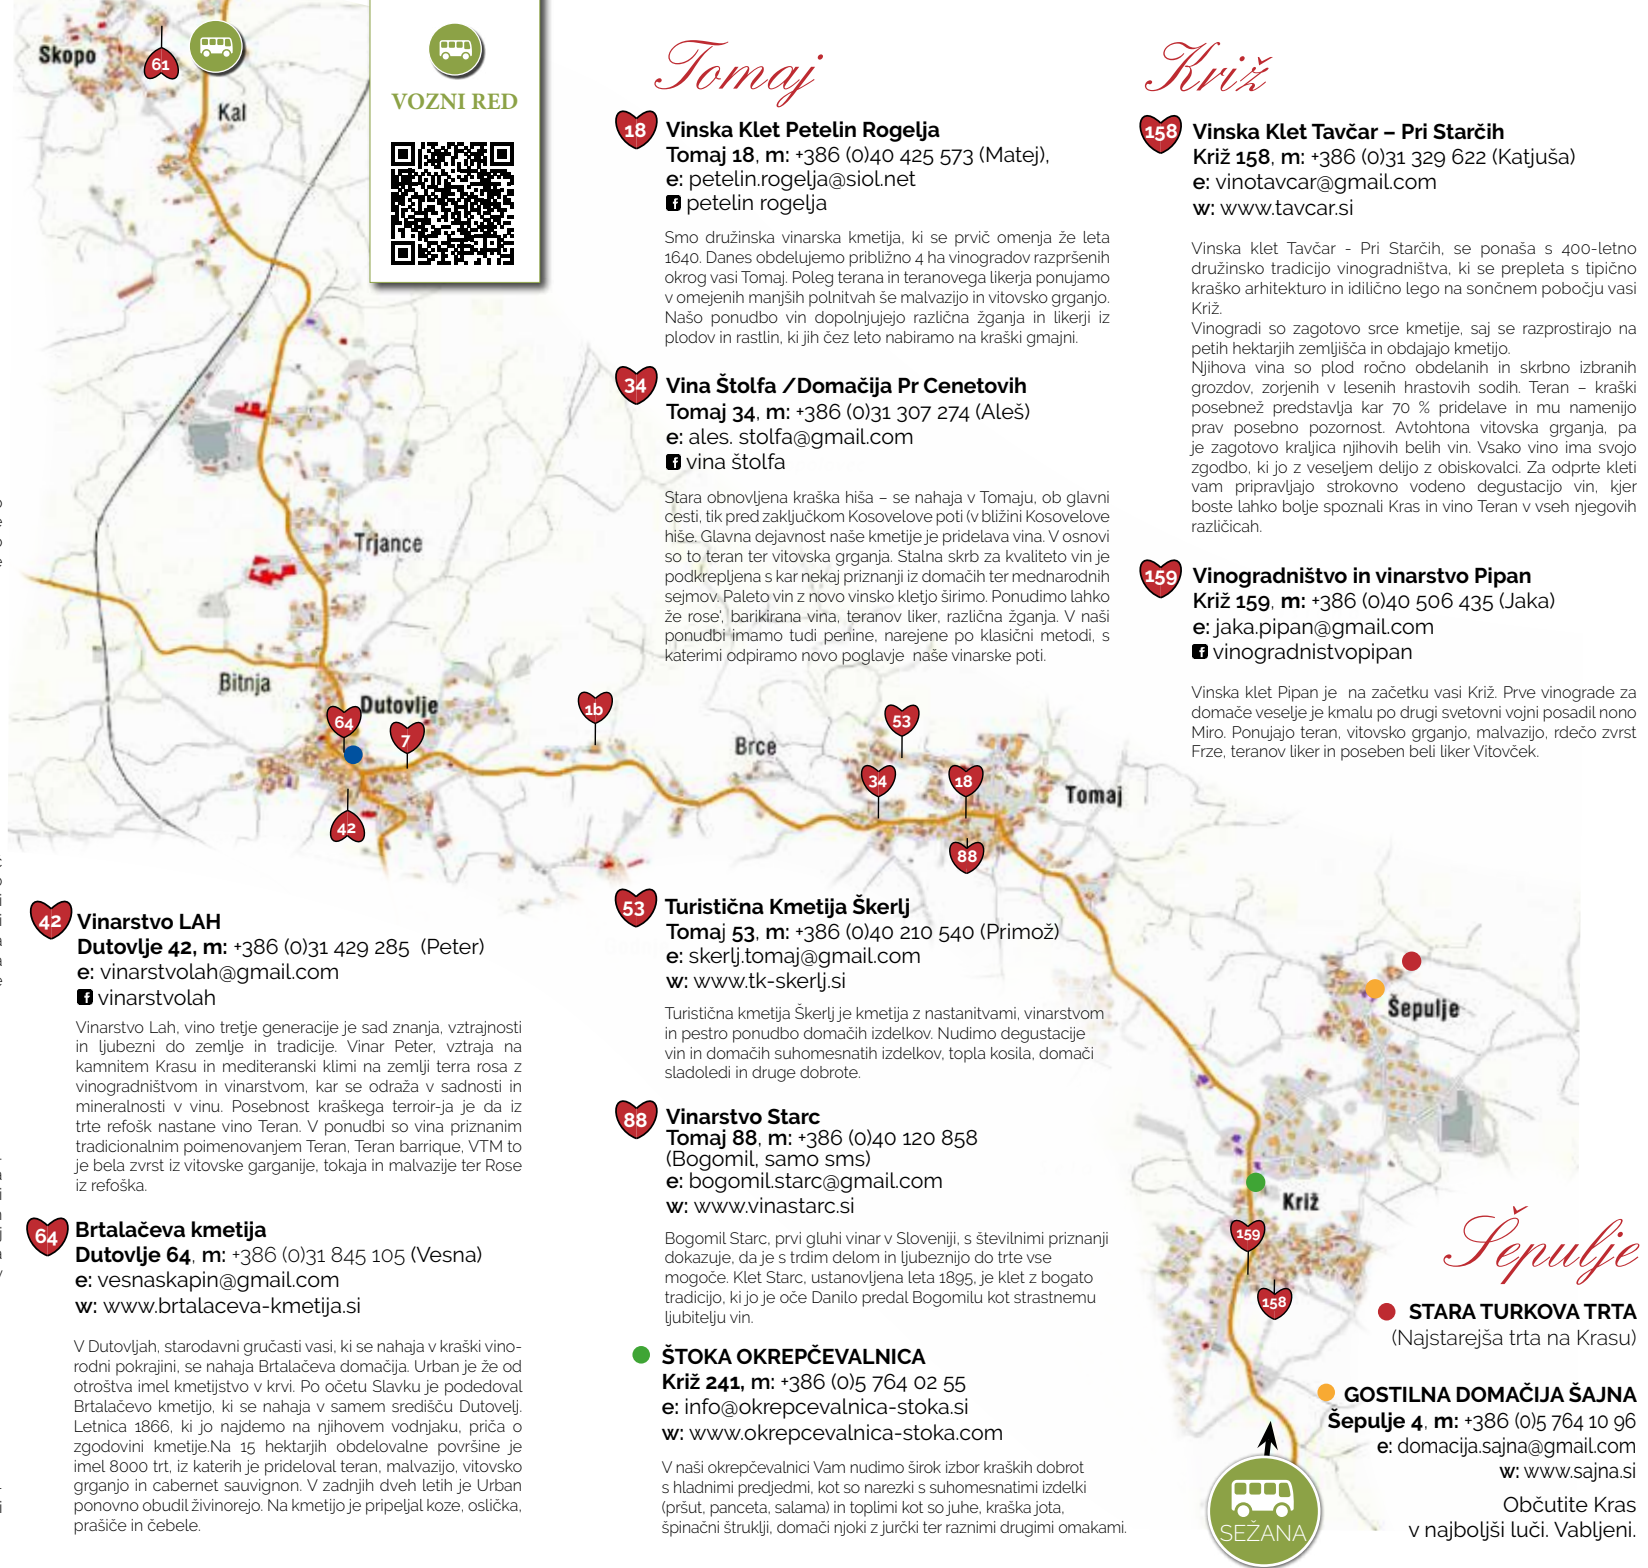 Skopo
61
Kal
VOZNI RED
Trjance
Bitnja
Dutovlje
64
7
42
1b
Brce
53
34
18
88
Tomaj
Šepulje
Križ
159
158
SEŽANA
Tomaj
18
Vinska Klet Petelin Rogelja
Tomaj 18, m: +386 (0)40 425 573 (Matej),
e: petelin.rogelja@siol.net
petelin rogelja
Smo družinska vinarska kmetija, ki se prvič omenja že leta
1640. Danes obdelujemo približno 4 ha vinogradov razpršenih
okrog vasi Tomaj. Poleg terana in teranovega likerja ponujamo
v omejenih manjših polnitvah še malvazijo in vitovsko grganjo.
Našo ponudbo vin dopolnjujejo različna žganja in likerji iz
plodov in rastlin, ki jih čez leto nabiramo na kraški gmajni.
34
Vina Štolfa /Domačija Pr Cenetovih
Tomaj 34, m: +386 (0)31 307 274 (Aleš)
e: ales. stolfa@gmail.com
vina štolfa
Stara obnovljena kraška hiša – se nahaja v Tomaju, ob glavni
cesti, tik pred zaključkom Kosovelove poti (v bližini Kosovelove
hiše. Glavna dejavnost naše kmetije je pridelava vina. V osnovi
so to teran ter vitovska grganja. Stalna skrb za kvaliteto vin je
podkrepljena s kar nekaj priznanji iz domačih ter mednarodnih
sejmov. Paleto vin z novo vinsko kletjo širimo. Ponudimo lahko
že rose', barikirana vina, teranov liker, različna žganja. V naši
ponudbi imamo tudi penine, narejene po klasični metodi, s
katerimi odpiramo novo poglavje  naše vinarske poti.
Križ
158
Vinska Klet Tavčar – Pri Starčih
Križ 158, m: +386 (0)31 329 622 (Katjuša)
e: vinotavcar@gmail.com
w: www.tavcar.si
Vinska klet Tavčar - Pri Starčih, se ponaša s 400-letno
družinsko tradicijo vinogradništva, ki se prepleta s tipično
kraško arhitekturo in idilično lego na sončnem pobočju vasi
Križ.
Vinogradi so zagotovo srce kmetije, saj se razprostirajo na
petih hektarjih zemljišča in obdajajo kmetijo.
Njihova vina so plod ročno obdelanih in skrbno izbranih
grozdov, zorjenih v lesenih hrastovih sodih. Teran – kraški
posebnež predstavlja kar 70 % pridelave in mu namenijo
prav posebno pozornost. Avtohtona vitovska grganja, pa
je zagotovo kraljica njihovih belih vin. Vsako vino ima svojo
zgodbo, ki jo z veseljem delijo z obiskovalci. Za odprte kleti
vam pripravljajo strokovno vodeno degustacijo vin, kjer
boste lahko bolje spoznali Kras in vino Teran v vseh njegovih
različicah.
159
Vinogradništvo in vinarstvo Pipan
Križ 159, m: +386 (0)40 506 435 (Jaka)
e: jaka.pipan@gmail.com
vinogradnistvopipan
Vinska klet Pipan je  na začetku vasi Križ. Prve vinograde za
domače veselje je kmalu po drugi svetovni vojni posadil nono
Miro. Ponujajo teran, vitovsko grganjo, malvazijo, rdečo zvrst
Frze, teranov liker in poseben beli liker Vitovček.
42
Vinarstvo LAH
Dutovlje 42, m: +386 (0)31 429 285  (Peter)
e: vinarstvolah@gmail.com
vinarstvolah
Vinarstvo Lah, vino tretje generacije je sad znanja, vztrajnosti
in ljubezni do zemlje in tradicije. Vinar Peter, vztraja na
kamnitem Krasu in mediteranski klimi na zemlji terra rosa z
vinogradništvom in vinarstvom, kar se odraža v sadnosti in
mineralnosti v vinu. Posebnost kraškega terroir-ja je da iz
trte refošk nastane vino Teran. V ponudbi so vina priznanim
tradicionalnim poimenovanjem Teran, Teran barrique, VTM to
je bela zvrst iz vitovske garganije, tokaja in malvazije ter Rose
iz refoška.
64
Brtalačeva kmetija
Dutovlje 64, m: +386 (0)31 845 105 (Vesna)
e: vesnaskapin@gmail.com
w: www.brtalaceva-kmetija.si
V Dutovljah, starodavni gručasti vasi, ki se nahaja v kraški vino-
rodni pokrajini, se nahaja Brtalačeva domačija. Urban je že od
otroštva imel kmetijstvo v krvi. Po očetu Slavku je podedoval
Brtalačevo kmetijo, ki se nahaja v samem središču Dutovelj.
Letnica 1866, ki jo najdemo na njihovem vodnjaku, priča o
zgodovini kmetije.Na 15 hektarjih obdelovalne površine je
imel 8000 trt, iz katerih je prideloval teran, malvazijo, vitovsko
grganjo in cabernet sauvignon. V zadnjih dveh letih je Urban
ponovno obudil živinorejo. Na kmetijo je pripeljal koze, oslička,
prašiče in čebele.
53
Turistična Kmetija Škerlj
Tomaj 53, m: +386 (0)40 210 540 (Primož)
e: skerlj.tomaj@gmail.com
w: www.tk-skerlj.si
Turistična kmetija Škerlj je kmetija z nastanitvami, vinarstvom
in pestro ponudbo domačih izdelkov. Nudimo degustacije
vin in domačih suhomesnatih izdelkov, topla kosila, domači
sladoledi in druge dobrote.
88
Vinarstvo Starc
Tomaj 88, m: +386 (0)40 120 858
(Bogomil, samo sms)
e: bogomil.starc@gmail.com
w: www.vinastarc.si
Bogomil Starc, prvi gluhi vinar v Sloveniji, s številnimi priznanji
dokazuje, da je s trdim delom in ljubeznijo do trte vse
mogoče. Klet Starc, ustanovljena leta 1895, je klet z bogato
tradicijo, ki jo je oče Danilo predal Bogomilu kot strastnemu
ljubitelju vin.
ŠTOKA OKREPČEVALNICA
Križ 241, m: +386 (0)5 764 02 55
e: info@okrepcevalnica-stoka.si
w: www.okrepcevalnica-stoka.com
V naši okrepčevalnici Vam nudimo širok izbor kraških dobrot
s hladnimi predjedmi, kot so narezki s suhomesnatimi izdelki
(pršut, panceta, salama) in toplimi kot so juhe, kraška jota,
špinačni štruklji, domači njoki z jurčki ter raznimi drugimi omakami.
Šepulje
STARA TURKOVA TRTA
(Najstarejša trta na Krasu)
GOSTILNA DOMAČIJA ŠAJNA
Šepulje 4, m: +386 (0)5 764 10 96
e: domacija.sajna@gmail.com
w: www.sajna.si
Občutite Kras
v najboljši luči. Vabljeni.